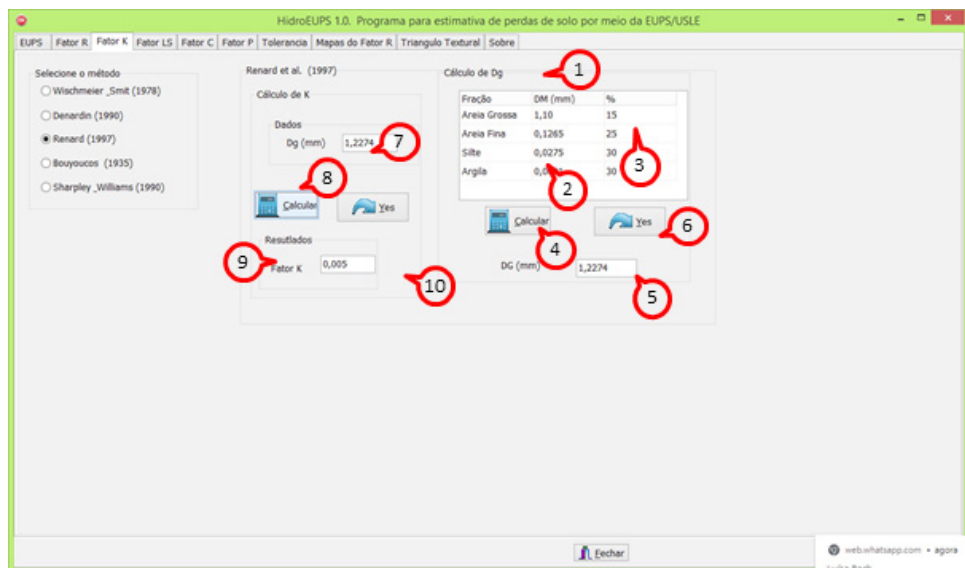 HidroEUPS 1.0. Programa para estimativa de perdas de solo por meio da EUPS/USLE
EUPS Fator R Fator K Fator LS Fator C Fator P Tolerancia Mapas do Fator R Triangulo Textural Sobre
Selecione o método
Wischmeier _Smit (1978)
Denardin (1990)
Renard (1997)
Bouyoucos (1935)
Sharpley _Williams (1990)
Renard et al. (1997)
Cálculo de K
Dados
Dg (mm) 1,2274
7
8
Calcular Yes
Resutlados
9
Fator K 0,005
10
Cálculo de Dg
1
Fração DM (mm) %
Areia Grossa 1,10 15
Areia Fina 0,1265 25
Silte 0,0275 30
Argila 30
3
2
Calcular Yes
6
4
DG (mm) 1,2274
5
Fechar
web.whatsapp.com • agora